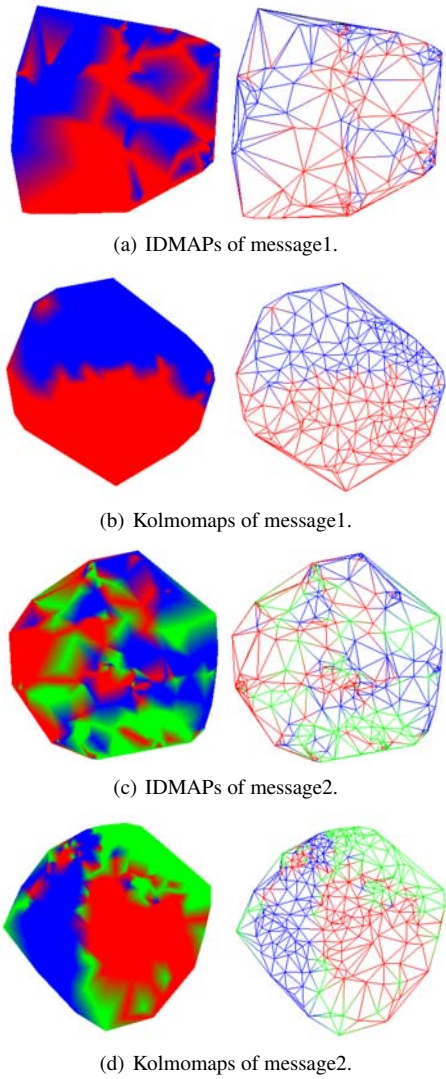 (a) IDMAPs of message1.
(b) Kolmomaps of message1.
(c) IDMAPs of message2.
(d) Kolmomaps of message2.